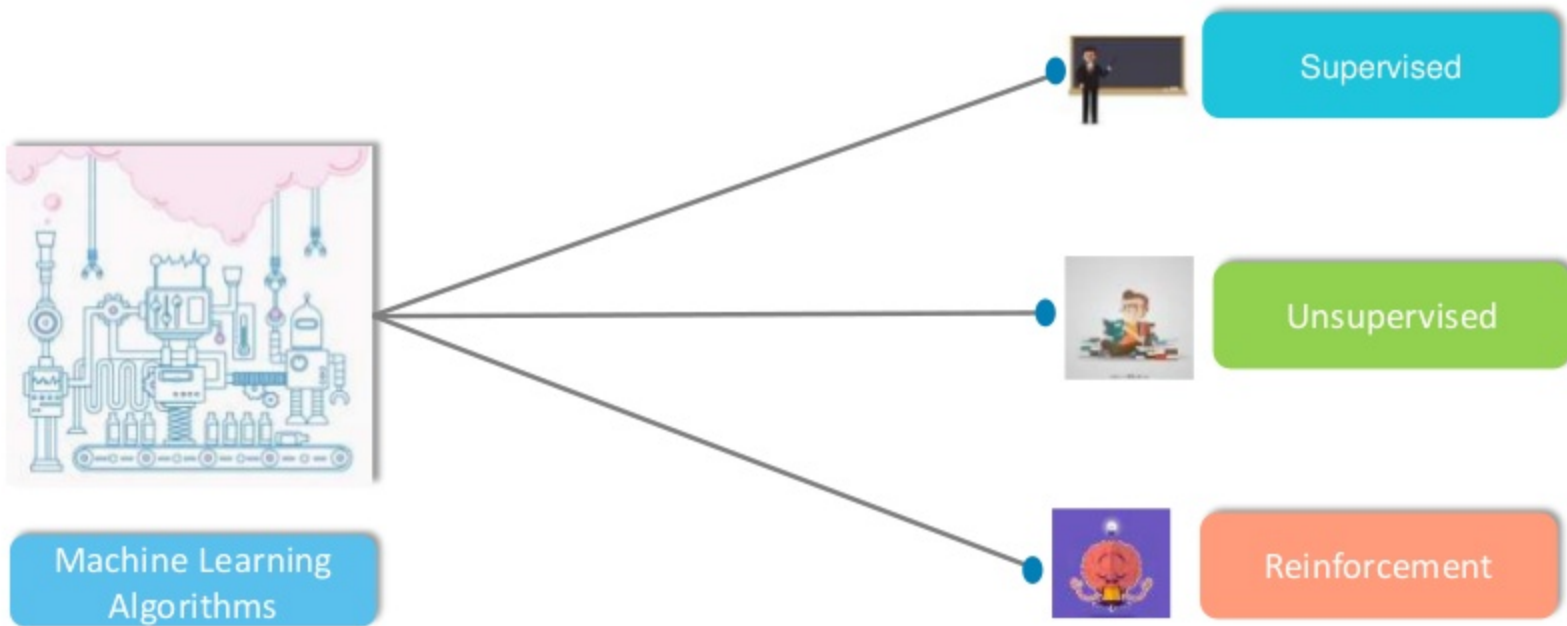 Supervised
Unsupervised
Machine Learning
Algorithms
Reinforcement